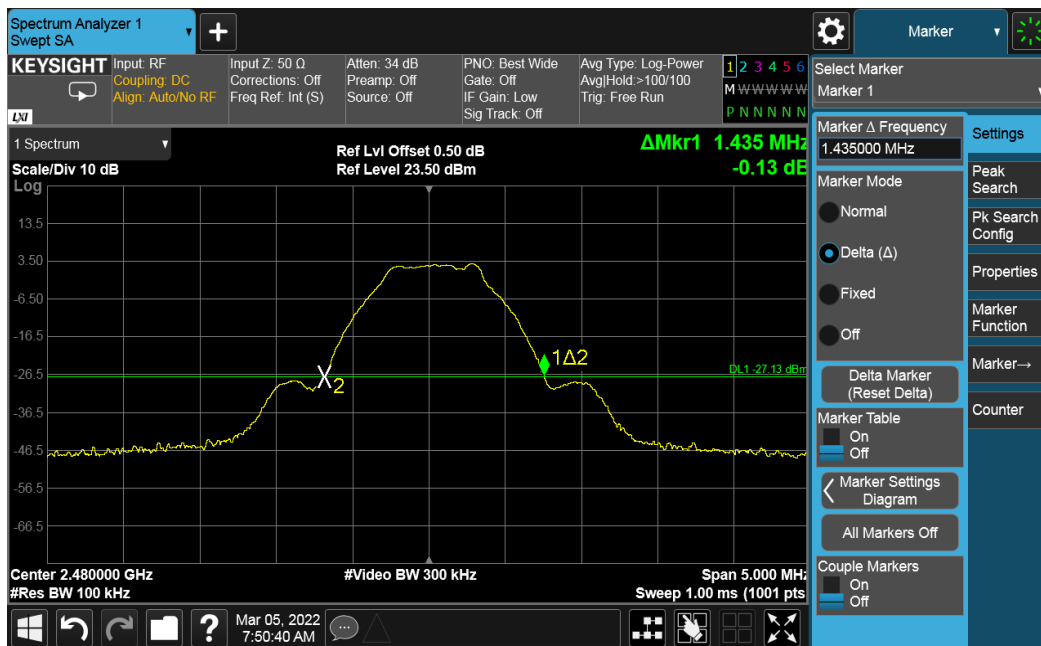 Spectrum Analyzer 1
Swept SA
+
Marker
KEYSIGHT
LXI
Input: RF
Coupling: DC
Align: Auto/No RF
Input Z: 50 Ω
Corrections: Off
Freq Ref: Int (S)
Atten: 34 dB
Preamp: Off
Source: Off
PNO: Best Wide
Gate: Off
IF Gain: Low
Sig Track: Off
Avg Type: Log-Power
Avg|Hold:>100/100
Trig: Free Run
1 2 3 4 5 6
M W W W W W
P N N N N N
Select Marker
Marker 1
1 Spectrum
Scale/Div 10 dB
Log
Ref Lvl Offset 0.50 dB
Ref Level 23.50 dBm
ΔMkr1 1.435 MHz
-0.13 dB
13.5
3.50
-6.50
-16.5
-26.5
-36.5
-46.5
-56.5
-66.5
2
1Δ2
DL1 -27.13 dBm
Center 2.480000 GHz
#Res BW 100 kHz
#Video BW 300 kHz
Span 5.000 MHz
Sweep 1.00 ms (1001 pts
Marker Δ Frequency
1.435000 MHz
Marker Mode
Normal
Delta (Δ)
Fixed
Off
Delta Marker
(Reset Delta)
Marker Table
On
Off
Marker Settings
Diagram
All Markers Off
Couple Markers
On
Off
Settings
Peak
Search
Pk Search
Config
Properties
Marker
Function
Marker→
Counter
?
Mar 05, 2022
7:50:40 AM